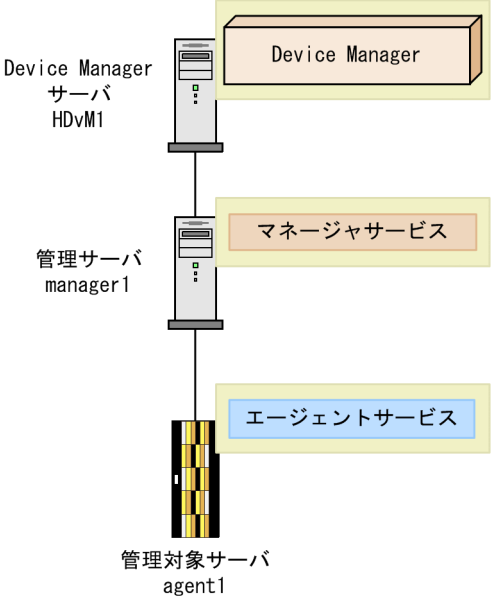 Device Manager
Device Manager
サーバ
HDvM1
マネージャサービス
管理サーバ
manager1
エージェントサービス
管理対象サーバ
agent1